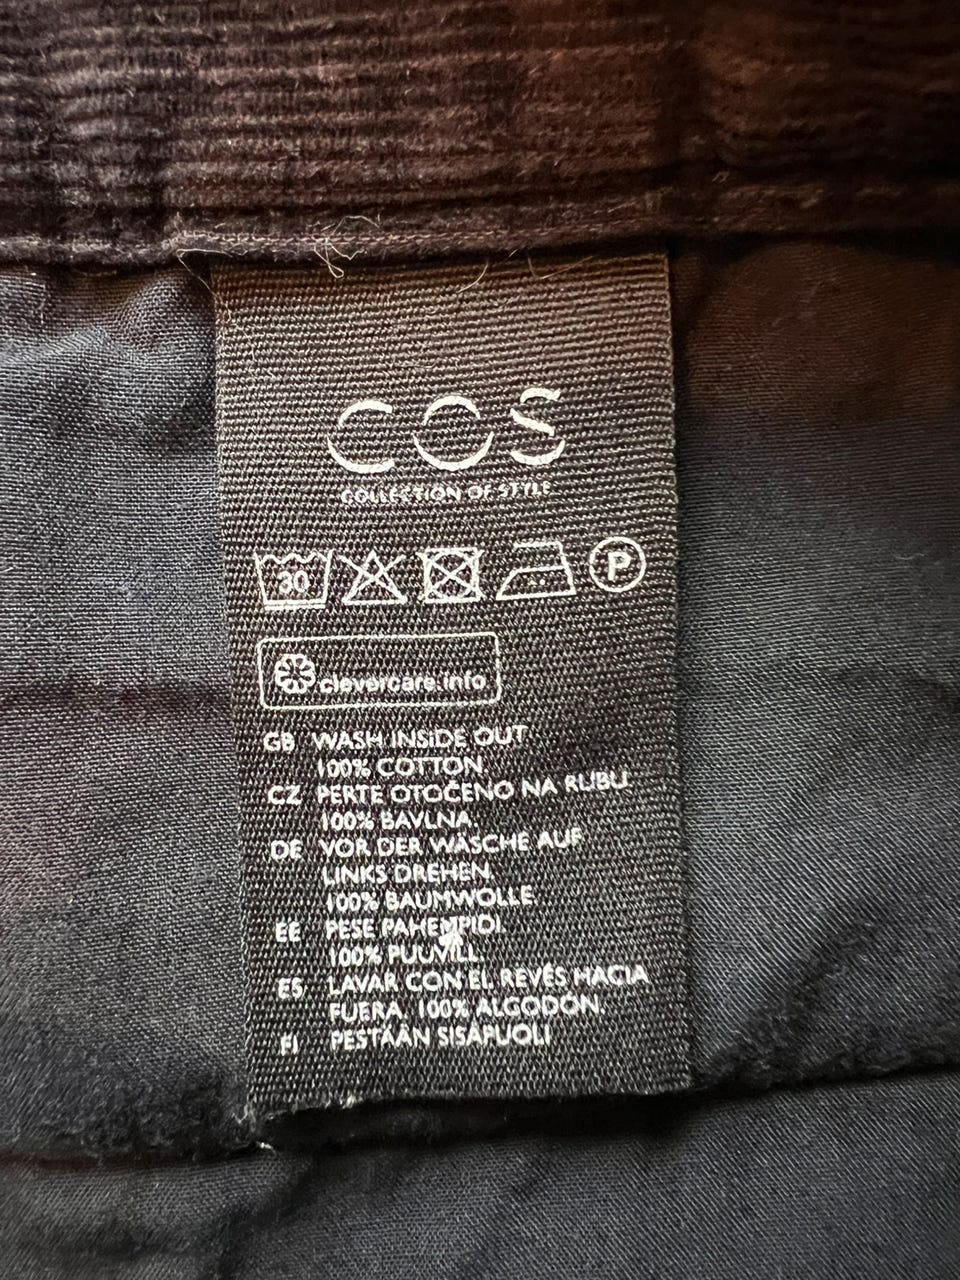 COS
COLLECTION OF STYLE
30 P
clevercare.info
GB WASH INSIDE OUT.
100% COTTON
CZ PERTE OTOČENO NA RUBU.
100% BAVLNA
DE VOR DER WÄSCHE AUF
LINKS DREHEN.
100% BAUMWOLLE
EE PESE PAHEMPIDI.
100% PUUVILL
ES LAVAR CON EL REVÉS HACIA
FUERA. 100% ALGODÓN.
FI PESTÄÄN SISÄPUOLI